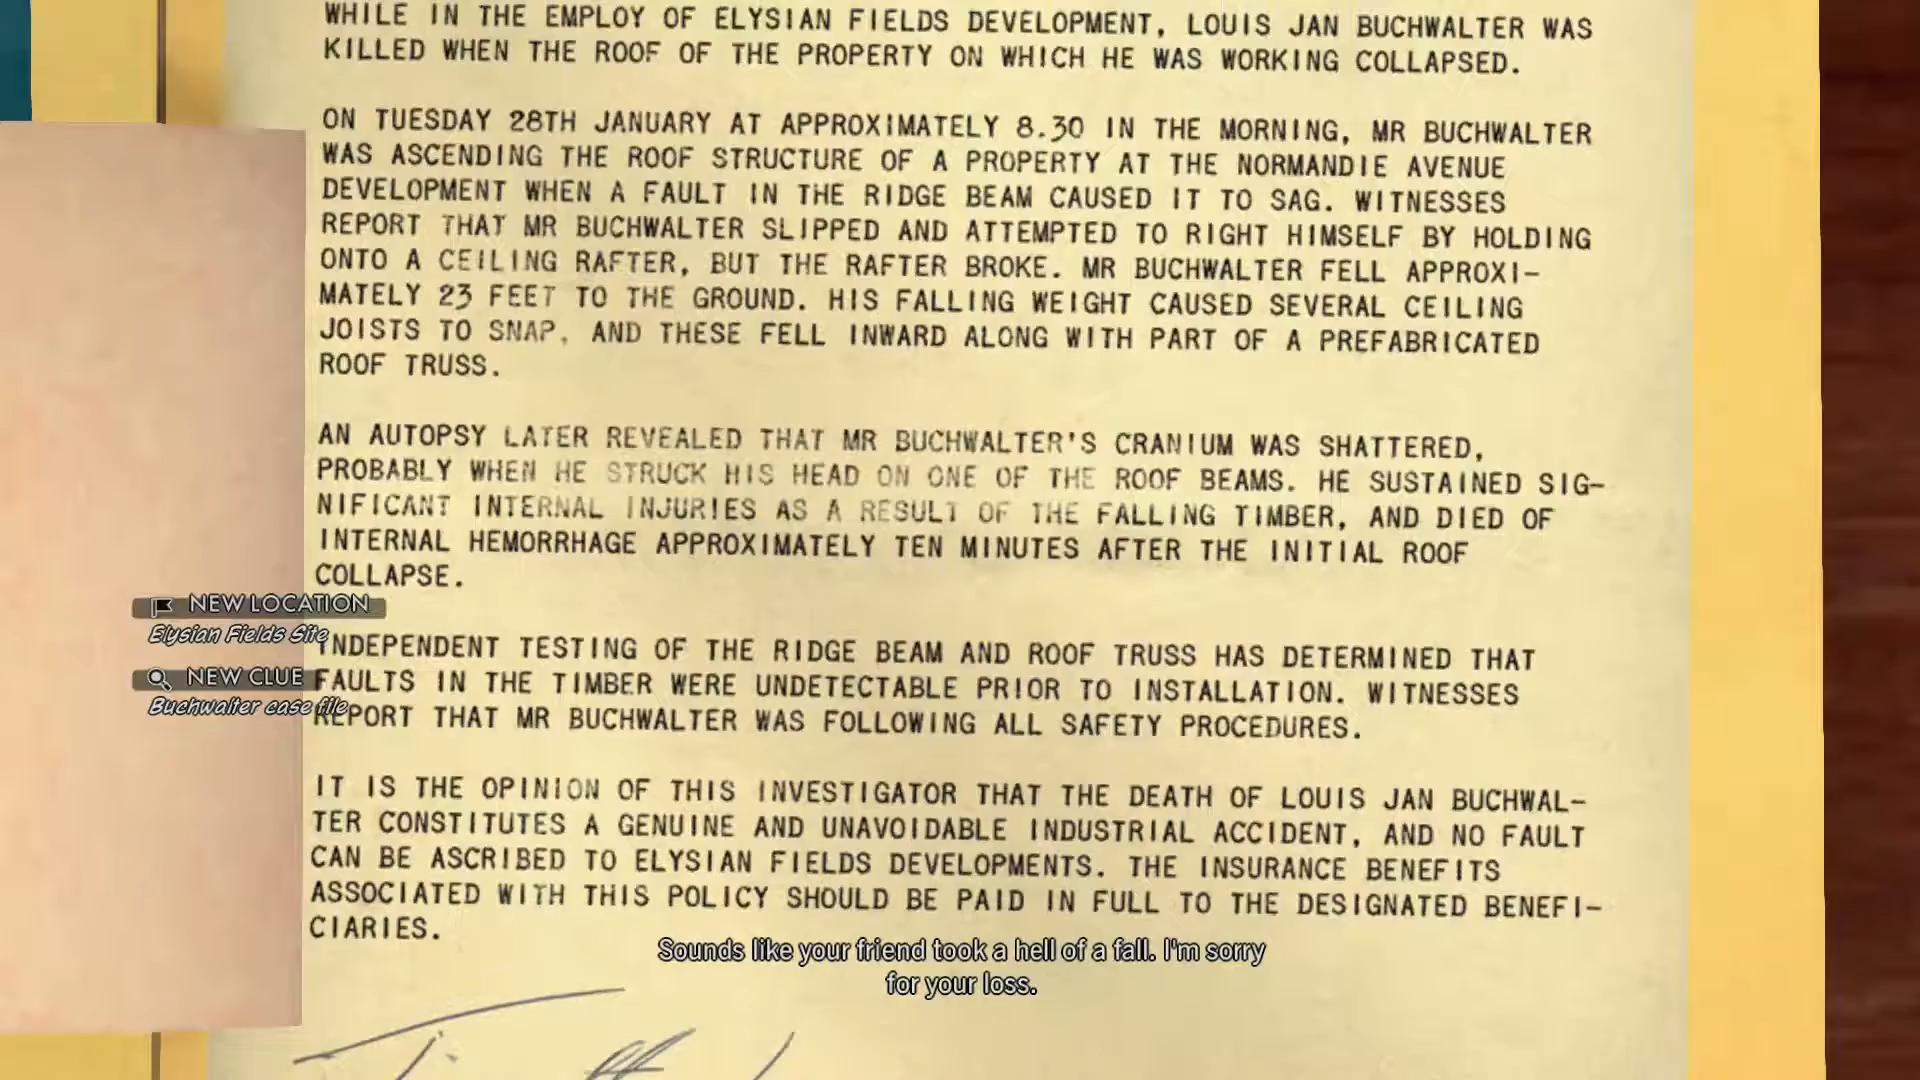 WHILE IN THE EMPLOY OF ELYSIAN FIELDS DEVELOPMENT, LOUIS JAN BUCHWALTER WAS
KILLED WHEN THE ROOF OF THE PROPERTY ON WHICH HE WAS WORKING COLLAPSED.
ON TUESDAY 28TH JANUARY AT APPROXIMATELY 8.30 IN THE MORNING, MR BUCHWALTER
WAS ASCENDING THE ROOF STRUCTURE OF A PROPERTY AT THE NORMANDIE AVENUE
DEVELOPMENT WHEN A FAULT IN THE RIDGE BEAM CAUSED IT TO SAG. WITNESSES
REPORT THAT MR BUCHWALTER SLIPPED AND ATTEMPTED TO RIGHT HIMSELF BY HOLDING
ONTO A CEILING RAFTER, BUT THE RAFTER BROKE. MR BUCHWALTER FELL APPROXI-
MATELY 23 FEET TO THE GROUND. HIS FALLING WEIGHT CAUSED SEVERAL CEILING
JOISTS TO SNAP, AND THESE FELL INWARD ALONG WITH PART OF A PREFABRICATED
ROOF TRUSS.
AN AUTOPSY LATER REVEALED THAT MR BUCHWALTER'S CRANIUM WAS SHATTERED,
PROBABLY WHEN HE STRUCK HIS HEAD ON ONE OF THE ROOF BEAMS. HE SUSTAINED SIG-
NIFICANT INTERNAL INJURIES AS A RESULT OF THE FALLING TIMBER, AND DIED OF
INTERNAL HEMORRHAGE APPROXIMATELY TEN MINUTES AFTER THE INITIAL ROOF
COLLAPSE.
NEW LOCATION
Elysian Fields Site
NEW CLUE
Buchwalter case file
INDEPENDENT TESTING OF THE RIDGE BEAM AND ROOF TRUSS HAS DETERMINED THAT
FAULTS IN THE TIMBER WERE UNDETECTABLE PRIOR TO INSTALLATION. WITNESSES
REPORT THAT MR BUCHWALTER WAS FOLLOWING ALL SAFETY PROCEDURES.
IT IS THE OPINION OF THIS INVESTIGATOR THAT THE DEATH OF LOUIS JAN BUCHWAL-
TER CONSTITUTES A GENUINE AND UNAVOIDABLE INDUSTRIAL ACCIDENT, AND NO FAULT
CAN BE ASCRIBED TO ELYSIAN FIELDS DEVELOPMENTS. THE INSURANCE BENEFITS
ASSOCIATED WITH THIS POLICY SHOULD BE PAID IN FULL TO THE DESIGNATED BENEFI-
CIARIES.
Sounds like your friend took a hell of a fall. I'm sorry
for your loss.